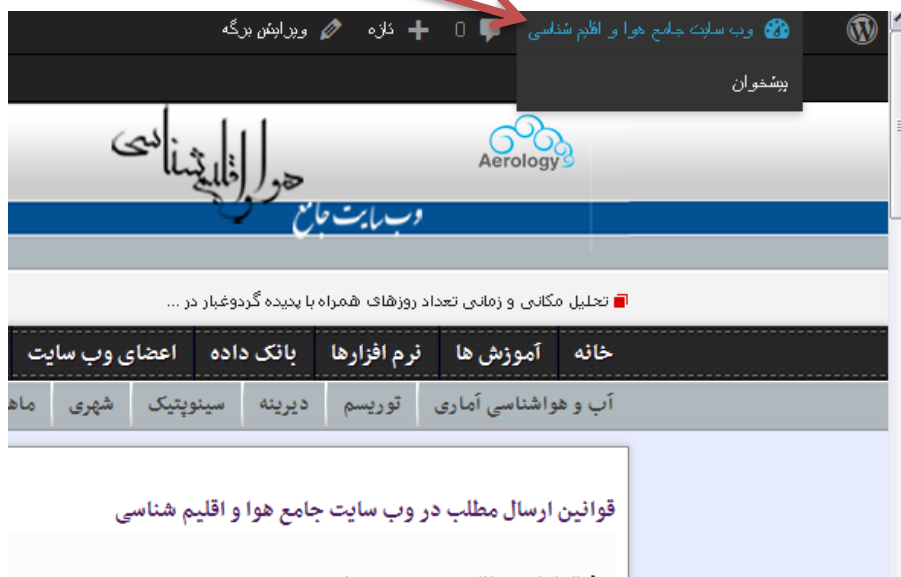 وب سایت جامع هوا و اقلیم شناسی 0 تازه ویرایش برگه
پیشخوان
هوا و اقلیم شناسی
Aerology
وب سایت جامع
تحلیل مکانی و زمانی تعداد روزهای همراه با پدیده گردوغبار در ...
خانه آموزش ها نرم افزارها بانک داده اعضای وب سایت
آب و هواشناسی آماری توریسم دیرینه سینوپتیک شهری
قوانین ارسال مطلب در وب سایت جامع هوا و اقلیم شناسی